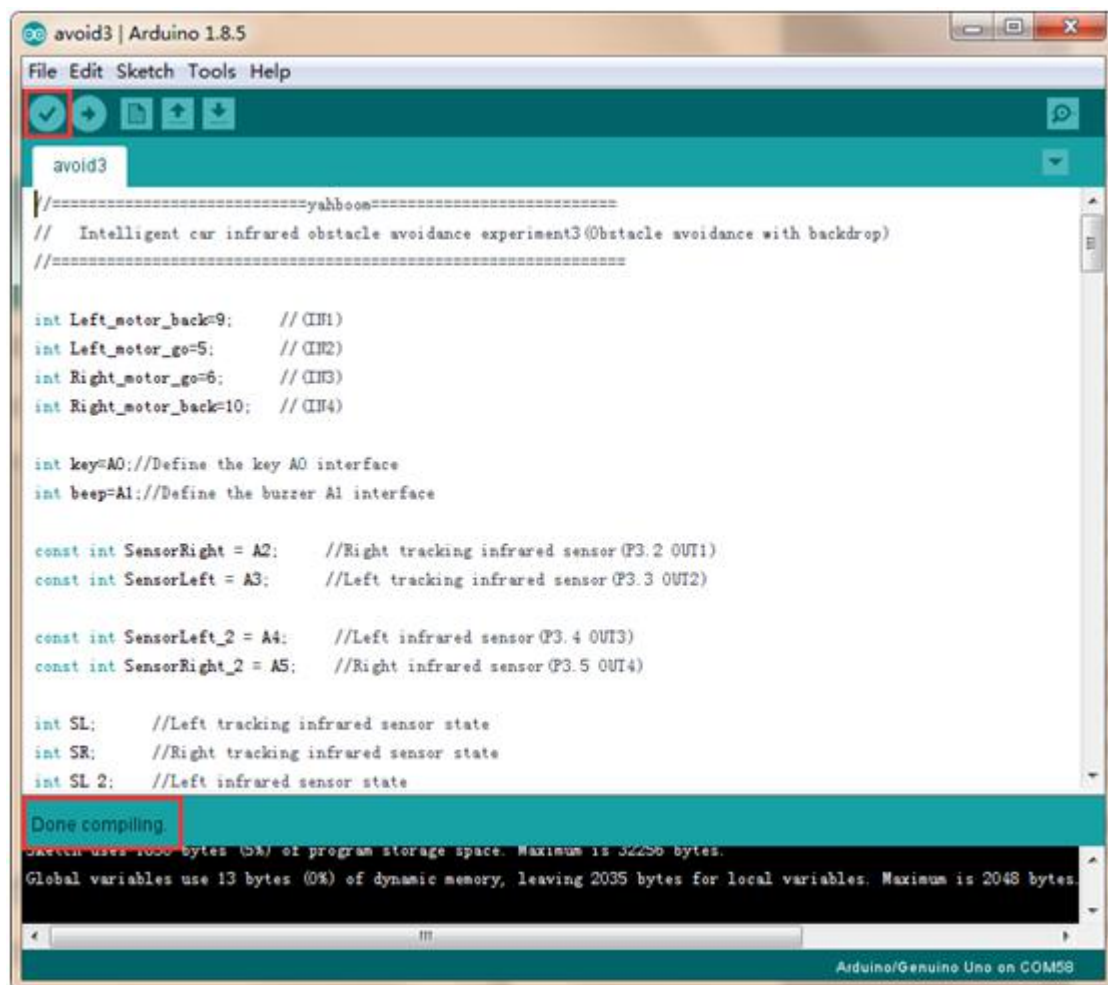 avoid3 | Arduino 1.8.5
File Edit Sketch Tools Help
avoid3
//============================yahboom===========================
//   Intelligent car infrared obstacle avoidance experiment3(Obstacle avoidance with backdrop)
//===============================================================
int Left_motor_back=9;     //(IN1)
int Left_motor_go=5;       //(IN2)
int Right_motor_go=6;      //(IN3)
int Right_motor_back=10;   //(IN4)
int key=A0;//Define the key A0 interface
int beep=A1;//Define the buzzer A1 interface
const int SensorRight = A2;     //Right tracking infrared sensor(P3.2 OUT1)
const int SensorLeft = A3;      //Left tracking infrared sensor(P3.3 OUT2)
const int SensorLeft_2 = A4;     //Left infrared sensor(P3.4 OUT3)
const int SensorRight_2 = A5;    //Right infrared sensor(P3.5 OUT4)
int SL;      //Left tracking infrared sensor state
int SR;      //Right tracking infrared sensor state
int SL 2;    //Left infrared sensor state
Done compiling.
Sketch uses bytes (5%) of program storage space. Maximum is 32256 bytes.
Global variables use 13 bytes (0%) of dynamic memory, leaving 2035 bytes for local variables. Maximum is 2048 bytes.
Arduino/Genuino Uno on COM58